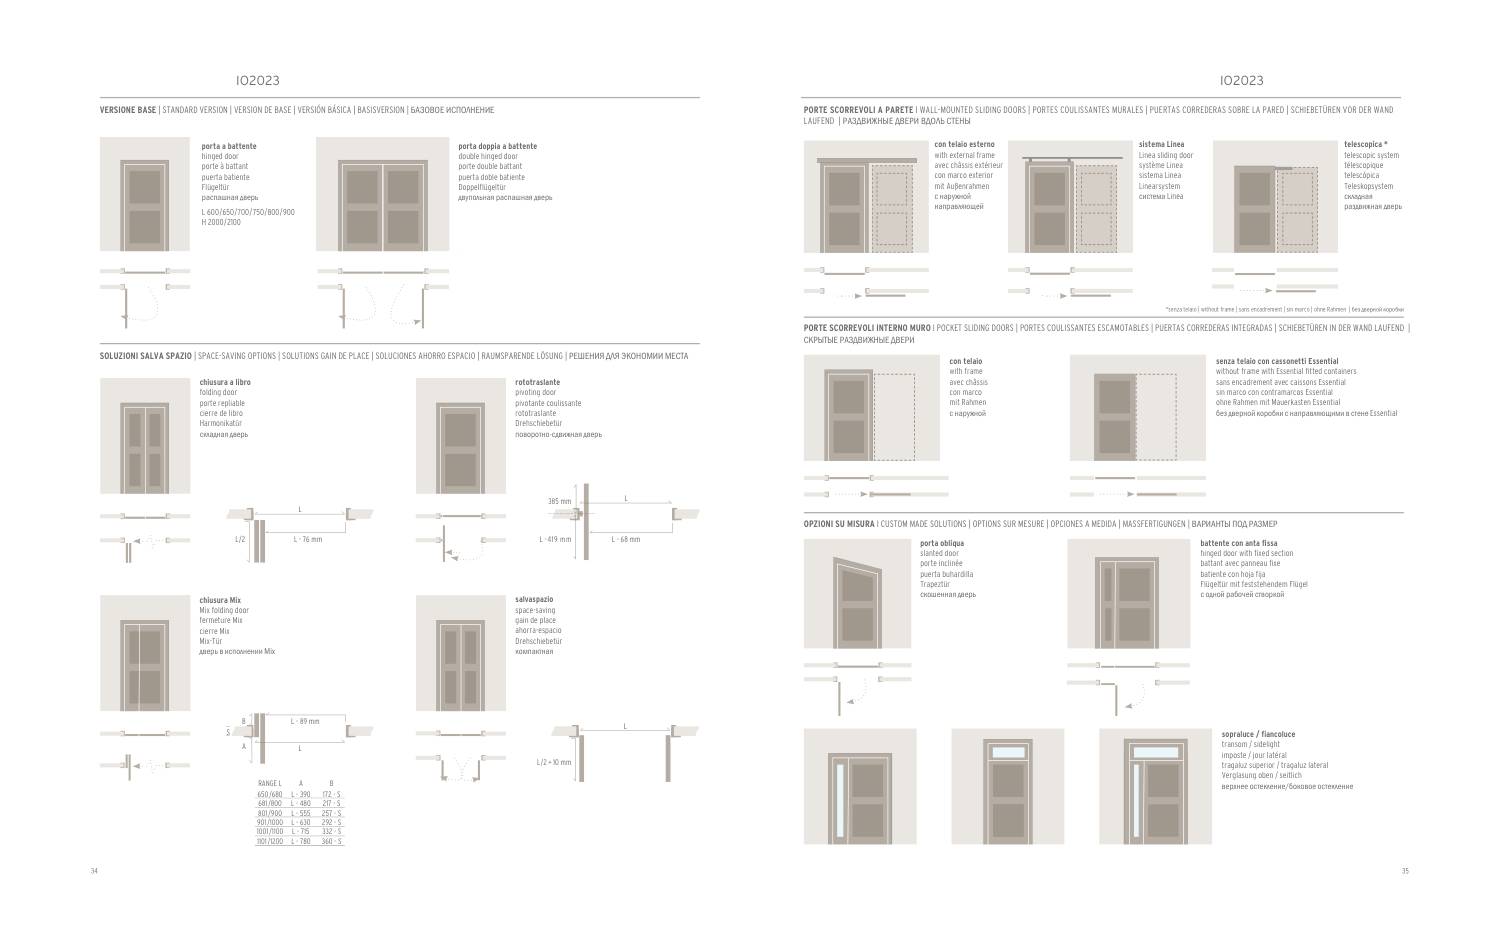 IO2023
VERSIONE BASE | STANDARD VERSION | VERSION DE BASE | VERSIÓN BÁSICA | BASISVERSION | БАЗОВОЕ ИСПОЛНЕНИЕ
porta a battente
hinged door
porte à battant
puerta batiente
Flügeltür
распашная дверь
L 600/650/700/750/800/900
H 2000/2100
porta doppia a battente
double hinged door
porte double battant
puerta doble batiente
Doppelflügeltür
двупольная распашная дверь
SOLUZIONI SALVA SPAZIO | SPACE-SAVING OPTIONS | SOLUTIONS GAIN DE PLACE | SOLUCIONES AHORRO ESPACIO | RAUMSPARENDE LÖSUNG | РЕШЕНИЯ ДЛЯ ЭКОНОМИИ МЕСТА
chiusura a libro
folding door
porte repliable
cierre de libro
Harmonikatür
складная дверь
L
L/2
L - 76 mm
rototraslante
pivoting door
pivotante coulissante
rototraslante
Drehschiebetür
поворотно-сдвижная дверь
385 mm
L
L -419 mm
L - 68 mm
chiusura Mix
Mix folding door
fermeture Mix
cierre Mix
Mix-Tür
дверь в исполнении Mix
B
L - 89 mm
S
A
L
RANGE L A B
650/680 L - 390 172 - S
681/800 L - 480 217 - S
801/900 L - 555 257 - S
901/1000 L - 630 292 - S
1001/1100 L - 715 332 - S
1101/1200 L - 780 360 - S
salvaspazio
space-saving
gain de place
ahorra-espacio
Drehschiebetür
компактная
L
L/2 + 10 mm
34
IO2023
PORTE SCORREVOLI A PARETE | WALL-MOUNTED SLIDING DOORS | PORTES COULISSANTES MURALES | PUERTAS CORREDERAS SOBRE LA PARED | SCHIEBETÜREN VOR DER WAND
LAUFEND | РАЗДВИЖНЫЕ ДВЕРИ ВДОЛЬ СТЕНЫ
con telaio esterno
with external frame
avec châssis extérieur
con marco exterior
mit Außenrahmen
с наружной
направляющей
sistema Linea
Linea sliding door
système Linea
sistema Linea
Linearsystem
система Linea
telescopica *
telescopic system
télescopique
telescópica
Teleskopsystem
складная
раздвижная дверь
*senza telaio | without frame | sans encadrement | sin marco | ohne Rahmen | без дверной коробки
PORTE SCORREVOLI INTERNO MURO | POCKET SLIDING DOORS | PORTES COULISSANTES ESCAMOTABLES | PUERTAS CORREDERAS INTEGRADAS | SCHIEBETÜREN IN DER WAND LAUFEND |
СКРЫТЫЕ РАЗДВИЖНЫЕ ДВЕРИ
con telaio
with frame
avec châssis
con marco
mit Rahmen
с наружной
senza telaio con cassonetti Essential
without frame with Essential fitted containers
sans encadrement avec caissons Essential
sin marco con contramarcos Essential
ohne Rahmen mit Mauerkasten Essential
без дверной коробки с направляющими в стене Essential
OPZIONI SU MISURA | CUSTOM MADE SOLUTIONS | OPTIONS SUR MESURE | OPCIONES A MEDIDA | MASSFERTIGUNGEN | ВАРИАНТЫ ПОД РАЗМЕР
porta obliqua
slanted door
porte inclinée
puerta buhardilla
Trapeztür
скошенная дверь
battente con anta fissa
hinged door with fixed section
battant avec panneau fixe
batiente con hoja fija
Flügeltür mit feststehendem Flügel
с одной рабочей створкой
sopraluce / fiancoluce
transom / sidelight
imposte / jour latéral
tragaluz superior / tragaluz lateral
Verglasung oben / seitlich
верхнее остекление/боковое остекление
35